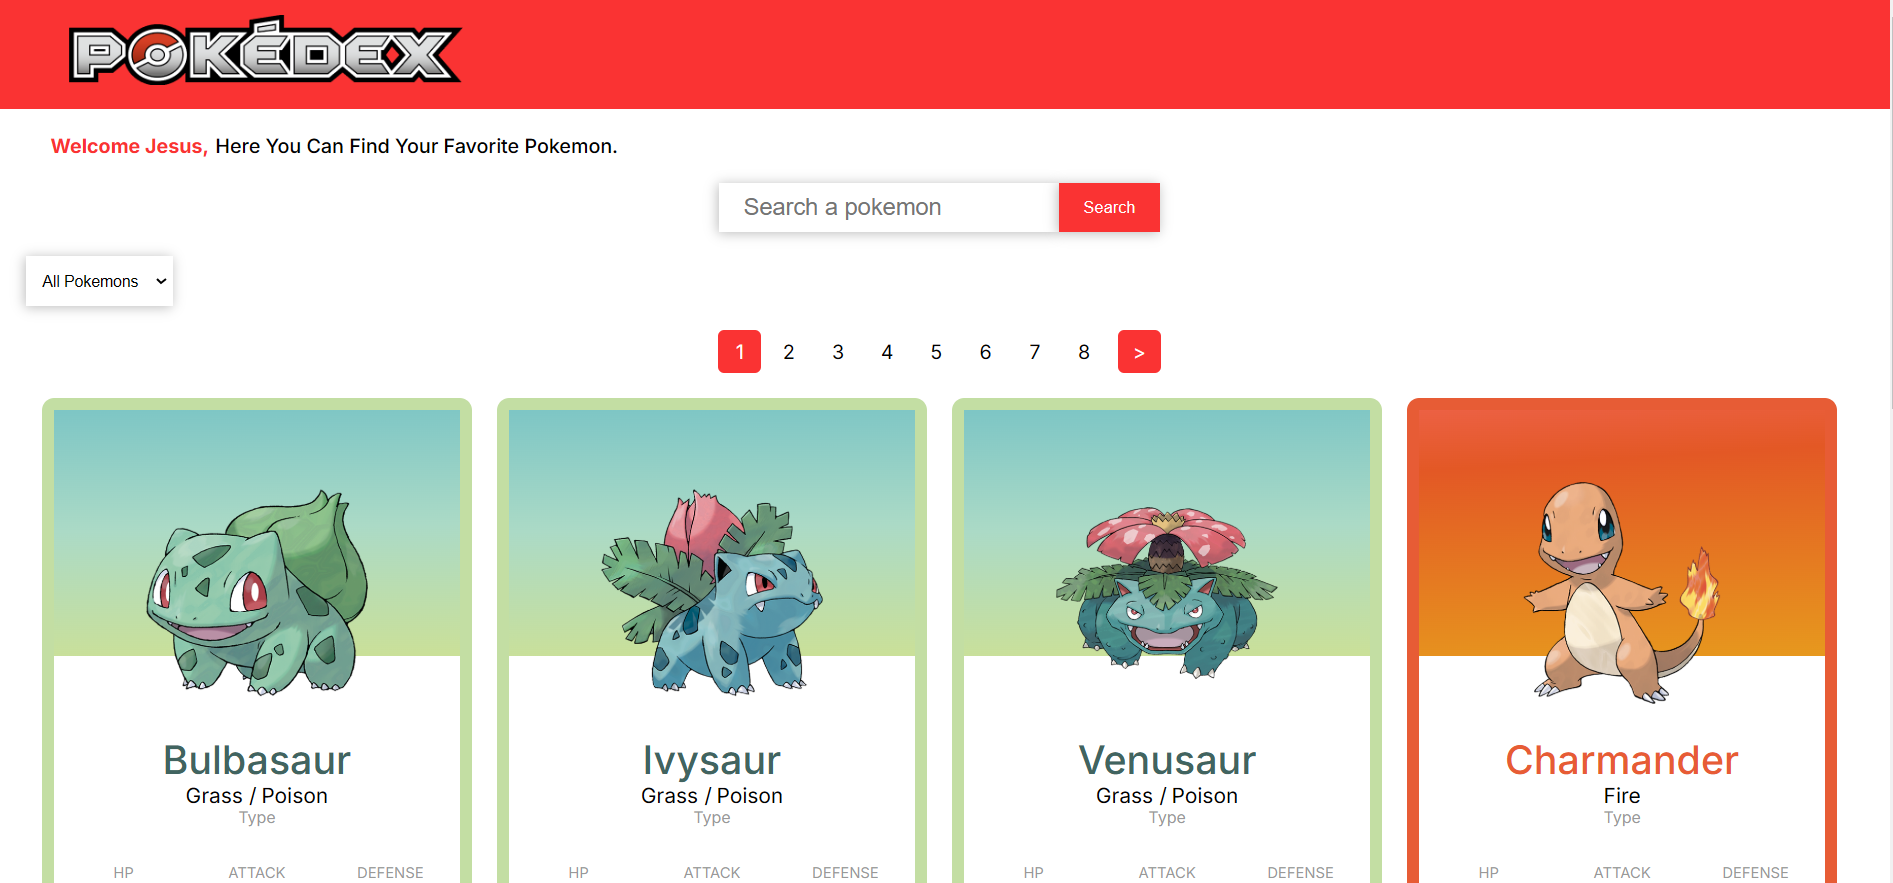 POKÉDEX
Welcome Jesus, Here You Can Find Your Favorite Pokemon.
Search a pokemon Search
All Pokemons
1 2 3 4 5 6 7 8 >
Bulbasaur
Grass / Poison
Type
HP ATTACK DEFENSE
Ivysaur
Grass / Poison
Type
HP ATTACK DEFENSE
Venusaur
Grass / Poison
Type
HP ATTACK DEFENSE
Charmander
Fire
Type
HP ATTACK DEFENSE